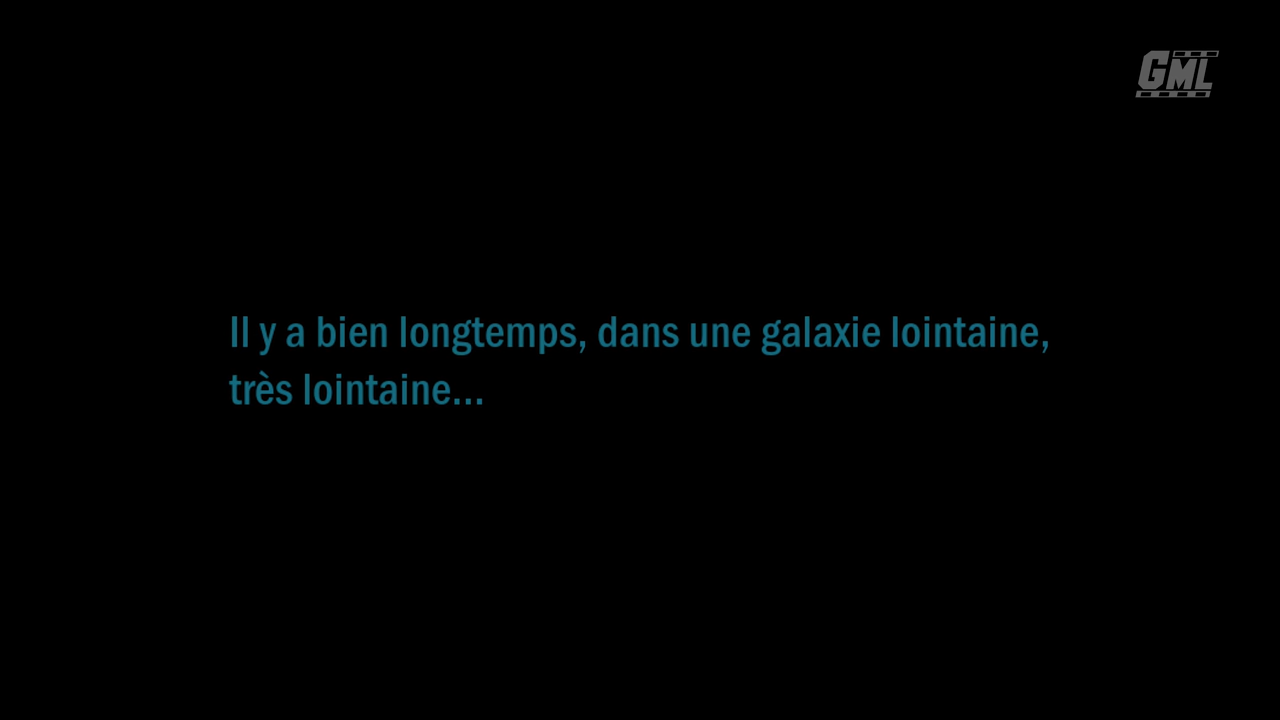 GML
Il y a bien longtemps, dans une galaxie lointaine,
très lointaine...